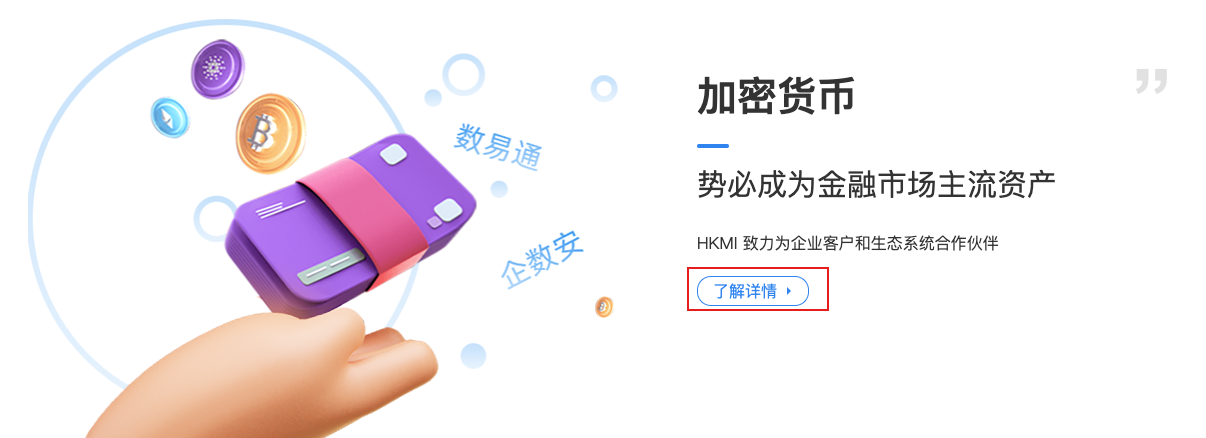 数易通
企数安
加密货币
势必成为金融市场主流资产
HKMI 致力为企业客户和生态系统合作伙伴
了解详情